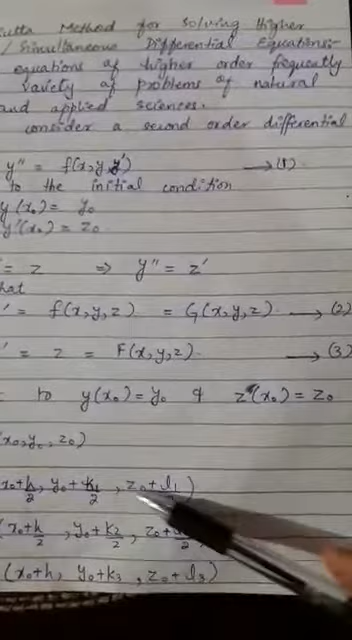 Method for solving Higher
/ Simultaneous Differential Equations:-
equations of higher order frequently
variety of problems of natural
and applied sciences.
consider a second order differential
y'' = f(x, y, y') → (1).
to the initial condition
y(x₀) = y₀
y'(x₀) = z₀
' = z ⇒ y'' = z'
hat
' = f(x, y, z) = G(x, y, z). → (2)
' = z = F(x, y, z). → (3)
to y(x₀) = y₀ & z(x₀) = z₀
x₀, y₀, z₀)
x₀+h/2, y₀+k₁/2, z₀+l₁
(x₀+h/2, y₀+k₂/2, z₀+
(x₀+h, y₀+k₃, z₀+l₃)